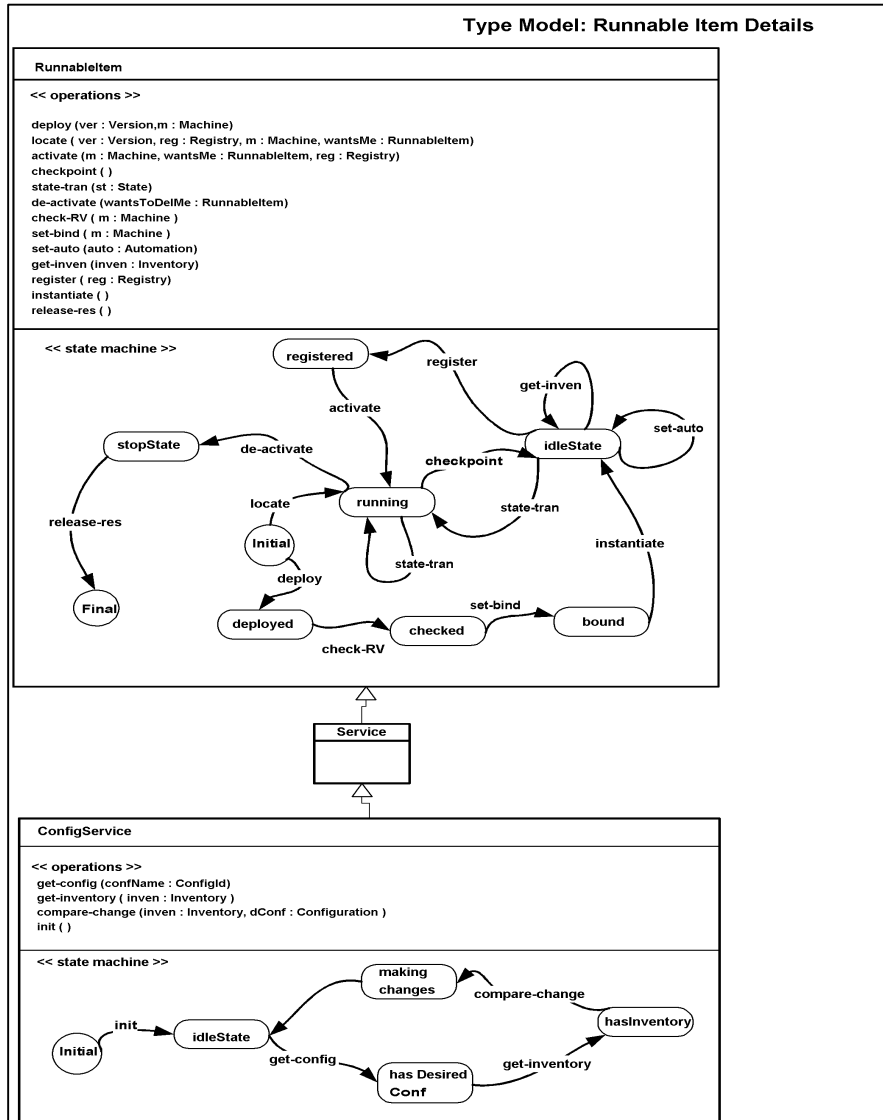 Type Model: Runnable Item Details
RunnableItem
<< operations >>
deploy (ver : Version,m : Machine)
locate ( ver : Version, reg : Registry, m : Machine, wantsMe : RunnableItem)
activate (m : Machine, wantsMe : RunnableItem, reg : Registry)
checkpoint ( )
state-tran (st : State)
de-activate (wantsToDelMe : RunnableItem)
check-RV ( m : Machine )
set-bind ( m : Machine )
set-auto (auto : Automation)
get-inven (inven : Inventory)
register ( reg : Registry)
instantiate ( )
release-res ( )
<< state machine >>
registered
register
get-inven
activate
set-auto
stopState
de-activate
idleState
checkpoint
locate
running
state-tran
release-res
Initial
instantiate
state-tran
deploy
Final
set-bind
deployed
checked
bound
check-RV
Service
ConfigService
<< operations >>
get-config (confName : ConfigId)
get-inventory ( inven : Inventory )
compare-change (inven : Inventory, dConf : Configuration )
init ( )
<< state machine >>
making
changes
compare-change
init
hasInventory
idleState
Initial
get-config
get-inventory
has Desired
Conf